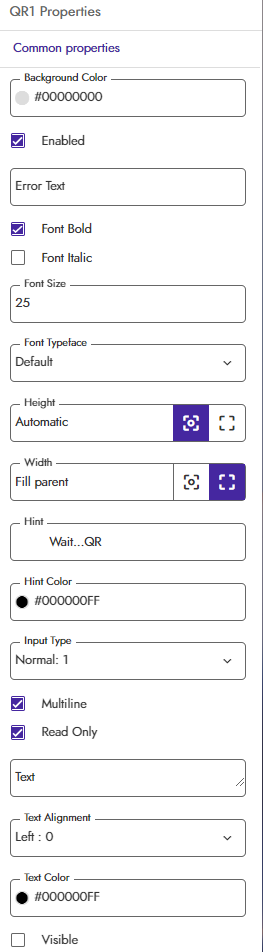 QR1 Properties
Common properties
Background Color
#00000000
Enabled
Error Text
Font Bold
Font Italic
Font Size
25
Font Typeface
Default
Height
Automatic
Width
Fill parent
Hint
Wait...QR
Hint Color
#000000FF
Input Type
Normal: 1
Multiline
Read Only
Text
Text Alignment
Left : 0
Text Color
#000000FF
Visible